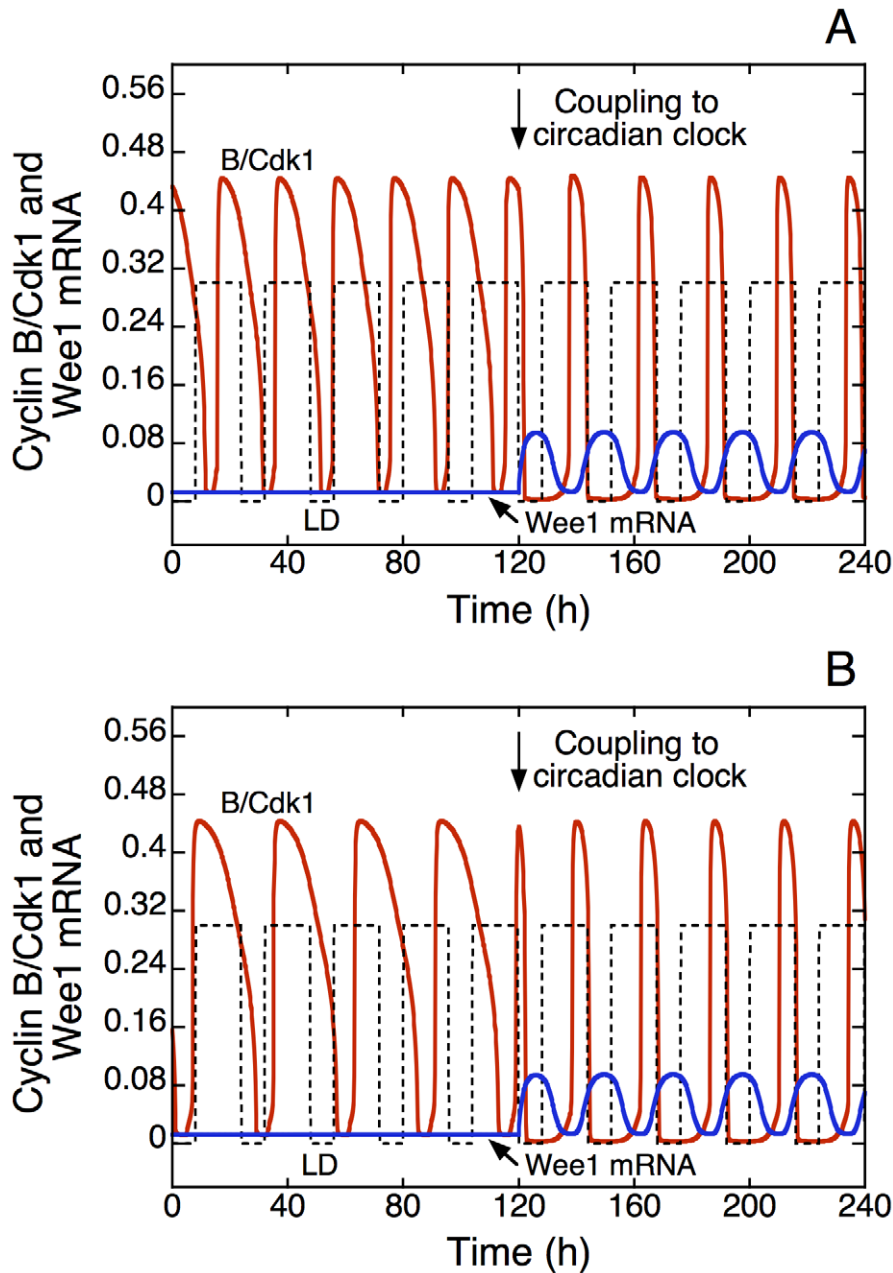 A
0.56
Coupling to
circadian clock
0.48
B/Cdk1
0.4
0.32
0.24
0.16
0.08
0
Cyclin B/Cdk1 and
Wee1 mRNA
LD
Wee1 mRNA
0 40 80 120 160 200 240
Time (h)
B
0.56
Coupling to
circadian clock
0.48
B/Cdk1
0.4
0.32
0.24
0.16
0.08
0
Cyclin B/Cdk1 and
Wee1 mRNA
LD
Wee1 mRNA
0 40 80 120 160 200 240
Time (h)